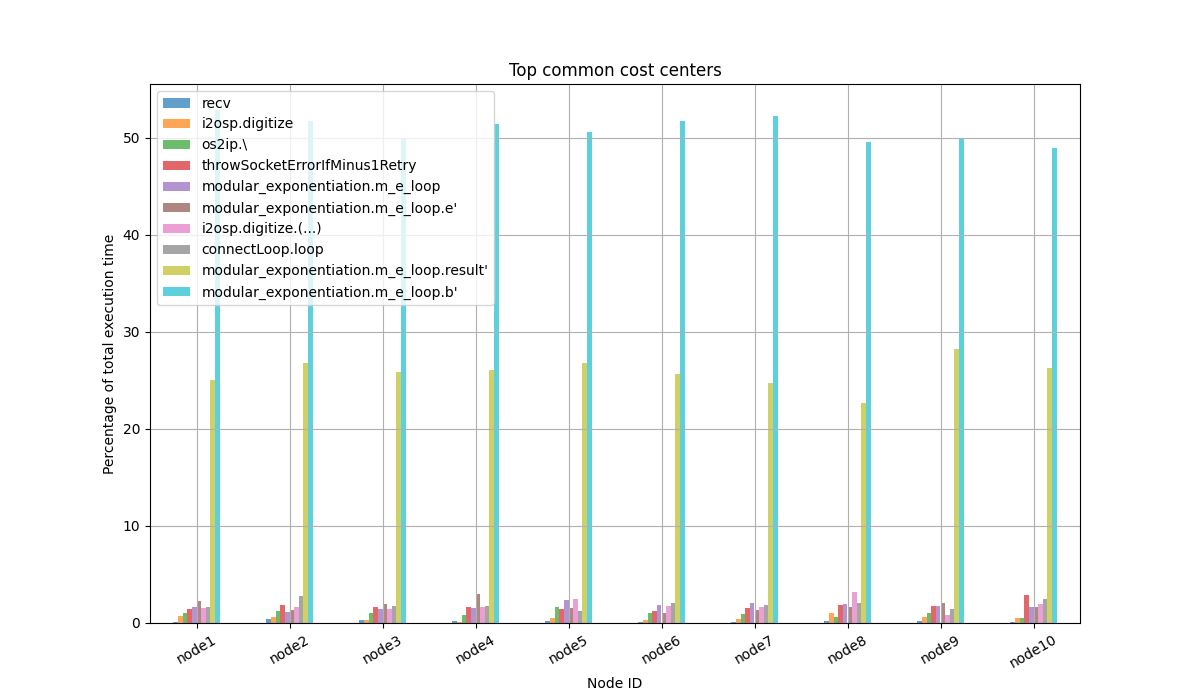 Top common cost centers
recv
i2osp.digitize
os2ip.\
throwSocketErrorIfMinus1Retry
modular_exponentiation.m_e_loop
modular_exponentiation.m_e_loop.e'
i2osp.digitize.(...)
connectLoop.loop
modular_exponentiation.m_e_loop.result'
modular_exponentiation.m_e_loop.b'
Percentage of total execution time
50
40
30
20
10
0
node1 node2 node3 node4 node5 node6 node7 node8 node9 node10
Node ID